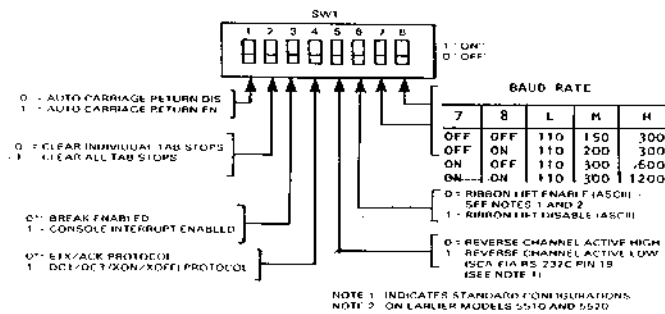 SW1
1 2 3 4 5 6 7 8
1 "ON"
0 "OFF"
0 - AUTO CARRIAGE RETURN DIS
1 - AUTO CARRIAGE RETURN EN
0 - CLEAR INDIVIDUAL TAB STOPS
CLEAR ALL TAB STOPS
0* - BREAK ENABLED
1 - CONSOLE INTERRUPT ENABLED
0* - ETX/ACK PROTOCOL
1 DC1/DC3 (XON/XOFF) PROTOCOL
BAUD RATE
7 8 L M H
OFF OFF 110 150 300
OFF ON 110 200 300
ON OFF 110 300 600
ON ON 110 300 1200
0 = RIBBON LIFT ENABLE (ASCII) -
SEE NOTES 1 AND 2
1 - RIBBON LIFT DISABLE (ASCII)
0 = REVERSE CHANNEL ACTIVE HIGH
1 REVERSE CHANNEL ACTIVE LOW
(SCA EIA RS 232C PIN 19
(SEE NOTE 1)
NOTE 1 INDICATES STANDARD CONFIGURATIONS
NOTE 2 ON EARLIER MODELS 5510 AND 5520